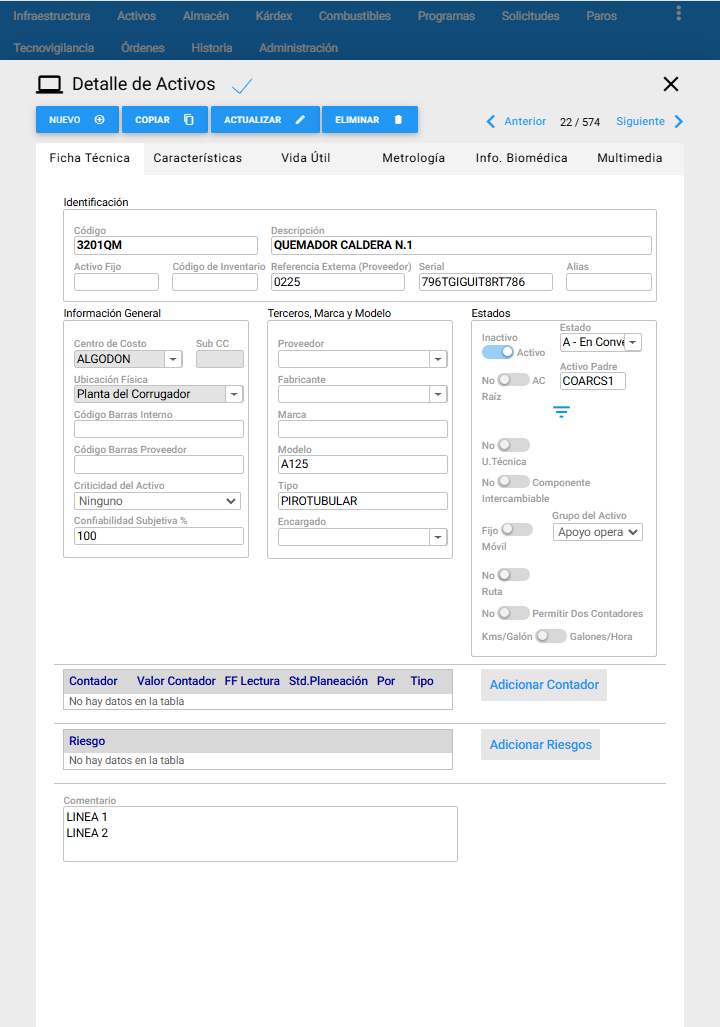 Infraestructura Activos Almacén Kárdex Combustibles Programas Solicitudes Paros
Tecnovigilancia Órdenes Historia Administración
Detalle de Activos
NUEVO COPIAR ACTUALIZAR ELIMINAR Anterior 22 / 574 Siguiente
Ficha Técnica Características Vida Útil Metrología Info. Biomédica Multimedia
Identificación
Código Descripción
3201QM QUEMADOR CALDERA N.1
Activo Fijo Código de Inventario Referencia Externa (Proveedor) Serial Alias
0225 796TGIGUIT8RT786
Información General
Centro de Costo Sub CC
ALGODON
Ubicación Física
Planta del Corrugador
Código Barras Interno
Código Barras Proveedor
Criticidad del Activo
Ninguno
Confiabilidad Subjetiva %
100
Terceros, Marca y Modelo
Proveedor
Fabricante
Marca
Modelo
A125
Tipo
PIROTUBULAR
Encargado
Estados
Inactivo Activo
Estado
A - En Conve
No AC
Raíz
Activo Padre
COARCS1
No
U.Técnica
No Componente
Intercambiable
Fijo
Móvil
Grupo del Activo
Apoyo opera
No
Ruta
No Permitir Dos Contadores
Kms/Galón Galones/Hora
Contador Valor Contador FF Lectura Std.Planeación Por Tipo
No hay datos en la tabla
Adicionar Contador
Riesgo
No hay datos en la tabla
Adicionar Riesgos
Comentario
LINEA 1
LINEA 2